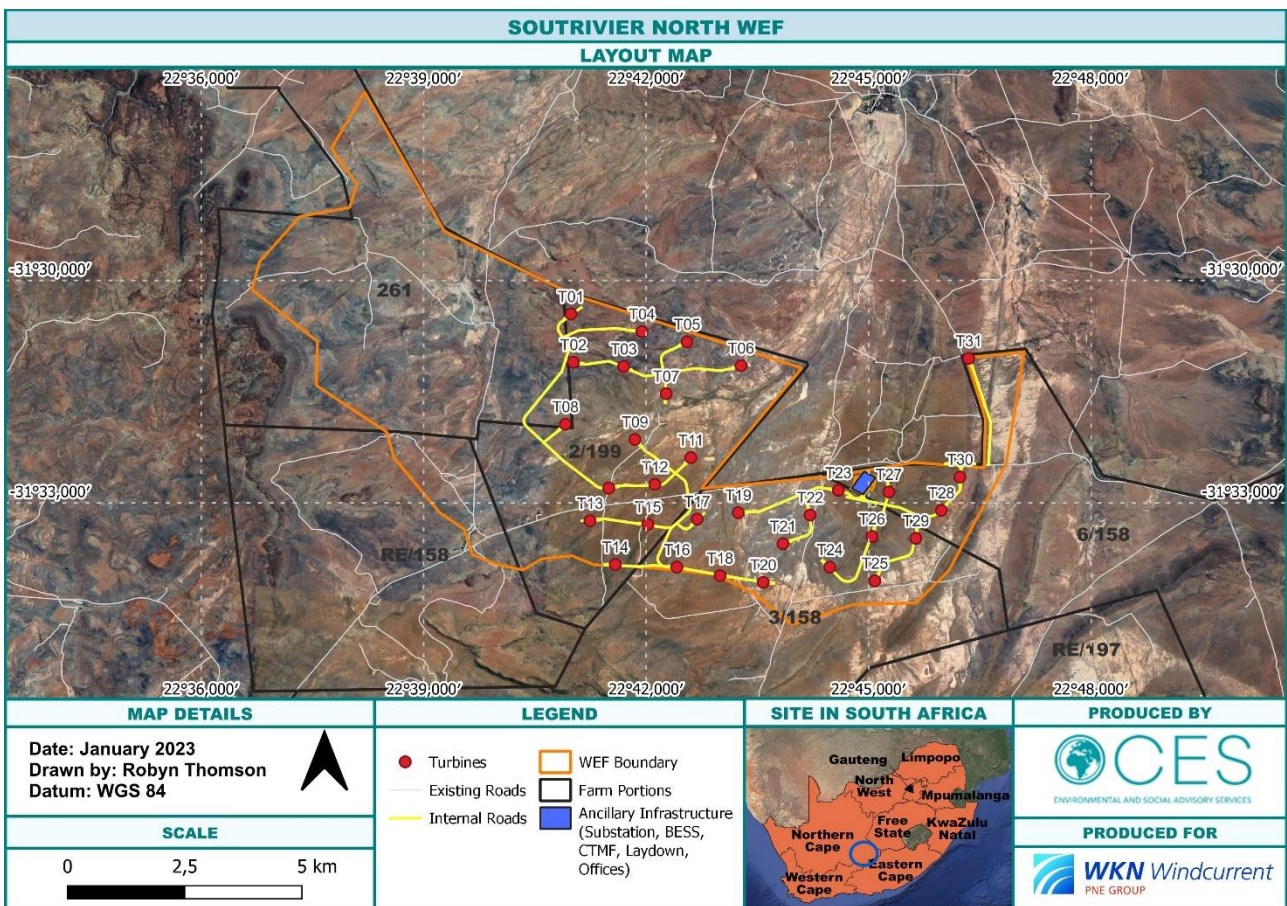 SOUTRIVIER NORTH WEF
LAYOUT MAP
22°36,000' 22°39,000' 22°42,000' 22°45,000' 22°48,000'
-31°30,000' -31°30,000'
261
T01
T04
T05
T02 T03 T06
T31
T07
T08
T09
2/199
T11
T12
T30
T23 T27
-31°33,000' -31°33,000'
T13 T15 T17 T19 T22 T28
T21 T26 T29
RE/158 6/158
T14 T16 T18 T20 T24 T25
3/158
RE/197
22°36,000' 22°39,000' 22°42,000' 22°45,000' 22°48,000'
MAP DETAILS
Date: January 2023
Drawn by: Robyn Thomson
Datum: WGS 84
SCALE
0 2,5 5 km
LEGEND
Turbines
Existing Roads
Internal Roads
WEF Boundary
Farm Portions
Ancillary Infrastructure
(Substation, BESS,
CTMF, Laydown,
Offices)
SITE IN SOUTH AFRICA
Limpopo
Gauteng
North
West
Mpumalanga
Free
State
KwaZulu
Natal
Northern
Cape
Eastern
Cape
Western
Cape
PRODUCED BY
CES
ENVIRONMENTAL AND SOCIAL ADVISORY SERVICES
PRODUCED FOR
WKN Windcurrent
PNE GROUP